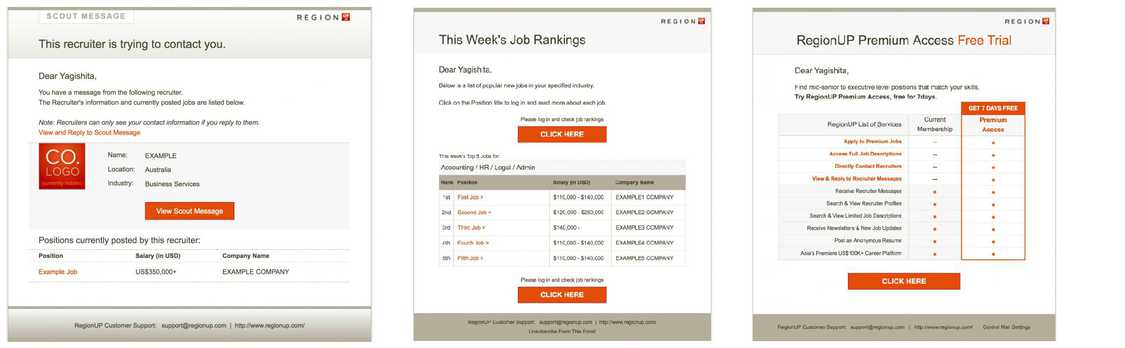 SCOUT MESSAGE
REGION UP
This recruiter is trying to contact you.
Dear Yagishita,
You have a message from the following recruiter.
The Recruiter's information and currently posted jobs are listed below.
Note: Recruiters can only see your contact information if you reply to them.
View and Reply to Scout Message
CO.
LOGO
currently hidden
Name: EXAMPLE
Location: Australia
Industry: Business Services
View Scout Message
Positions currently posted by this recruiter:
Position Salary (in USD) Company Name
Example Job US$350,000+ EXAMPLE COMPANY
RegionUP Customer Support: support@regionup.com | http://www.regionup.com/
REGION UP
This Week's Job Rankings
Dear Yagishita,
Below is a list of popular new jobs in your specified industry.
Click on the Position title to log in and read more about each job.
Please log in and check job rankings
CLICK HERE
This Week's Top 5 Jobs for:
Accounting / HR / Legal / Admin
Rank Position Salary (in USD) Company Name
1st First Job » $110,000 - $140,000 EXAMPLE1 COMPANY
2nd Second Job » $120,000 - $250,000 EXAMPLE2 COMPANY
3rd Third Job » $140,000 - EXAMPLE3 COMPANY
4th Fourth Job » $110,000 - $140,000 EXAMPLE4 COMPANY
5th Fifth Job » $110,000 - $140,000 EXAMPLE5 COMPANY
Please log in and check job rankings
CLICK HERE
RegionUP Customer Support: support@regionup.com | http://www.regionup.com/
Unsubscribe From This Email
REGION UP
RegionUP Premium Access Free Trial
Dear Yagishita,
Find mid-senior to executive level positions that match your skills.
Try RegionUP Premium Access, free for 7days.
GET 7 DAYS FREE
RegionUP List of Services Current Membership Premium Access
Apply to Premium Jobs
Access Full Job Descriptions
Directly Contact Recruiters
View & Reply to Recruiter Messages
Receive Recruiter Messages
Search & View Recruiter Profiles
Search & View Limited Job Descriptions
Receive Newsletters & New Job Updates
Post an Anonymous Resume
Asia's Premiere US$100K+ Career Platform
CLICK HERE
RegionUP Customer Support: support@regionup.com | http://www.regionup.com/ Control Mail Settings